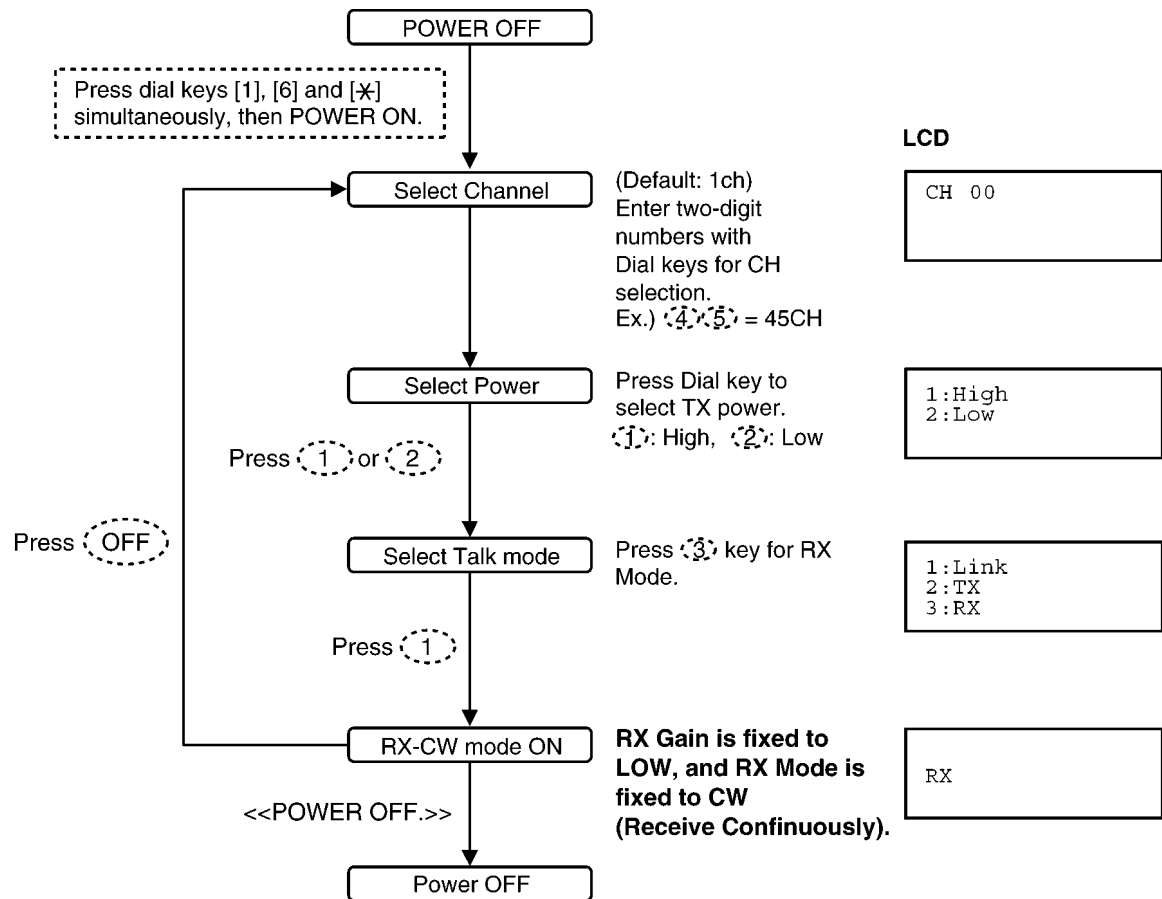 POWER OFF
Press dial keys [1], [6] and [*]
simultaneously, then POWER ON.
LCD
Select Channel
(Default: 1ch)
Enter two-digit
numbers with
Dial keys for CH
selection.
Ex.) 4 5 = 45CH
CH 00
Select Power
Press Dial key to
select TX power.
1: High, 2: Low
1:High
2:Low
Press 1 or 2
Press OFF
Select Talk mode
Press 3 key for RX
Mode.
1:Link
2:TX
3:RX
Press 1
RX-CW mode ON
RX Gain is fixed to
LOW, and RX Mode is
fixed to CW
(Receive Continuously).
RX
<<POWER OFF.>>
Power OFF